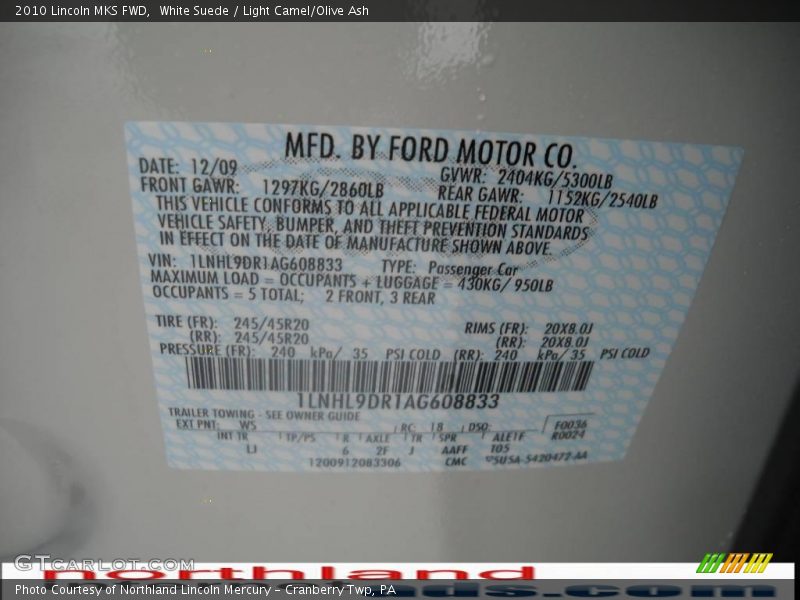 2010 Lincoln MKS FWD, White Suede / Light Camel/Olive Ash
MFD. BY FORD MOTOR CO.
DATE: 12/09 GVWR: 2404KG/5300LB
FRONT GAWR: 1297KG/2860LB REAR GAWR: 1152KG/2540LB
THIS VEHICLE CONFORMS TO ALL APPLICABLE FEDERAL MOTOR
VEHICLE SAFETY, BUMPER, AND THEFT PREVENTION STANDARDS
IN EFFECT ON THE DATE OF MANUFACTURE SHOWN ABOVE
VIN: 1LNHL9DR1AG608833 TYPE: Passenger Car
MAXIMUM LOAD = OCCUPANTS + LUGGAGE = 430KG/ 950LB
OCCUPANTS = 5 TOTAL; 2 FRONT, 3 REAR
TIRE (FR): 245/45R20 RIMS (FR): 20X8.0J
(RR): 245/45R20 (RR): 20X8.0J
PRESSURE (FR): 240 kPa/ 35 PSI COLD (RR): 240 kPa/ 35 PSI COLD
1LNHL9DR1AG608833
TRAILER TOWING - SEE OWNER GUIDE
EXT PNT: WS RC: 18 DSO: F0036
INT TR TP/PS R AXLE TR SPR R0024
LJ 6 2F J AAFF 105
1200912083306 CMC 5U5A-5420472-AA
GTCarLot.com
northland
Photo Courtesy of Northland Lincoln Mercury - Cranberry Twp, PA